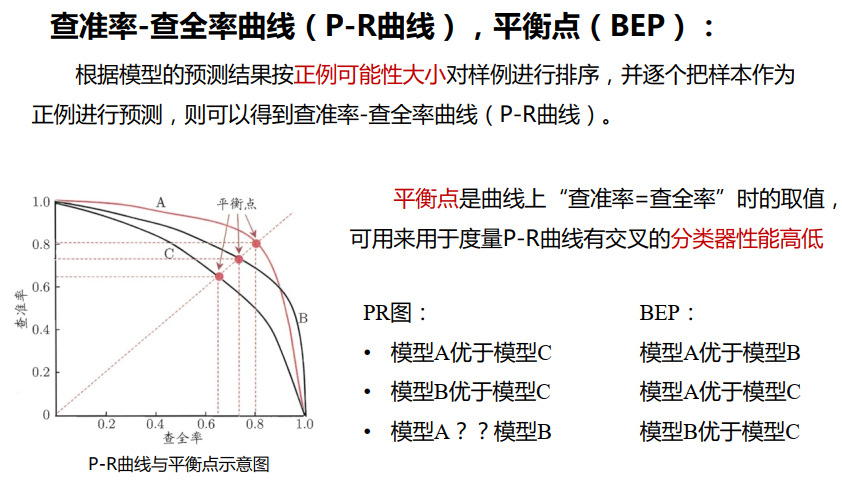 查准率-查全率曲线（P-R曲线），平衡点（BEP）：
根据模型的预测结果按正例可能性大小对样例进行排序，并逐个把样本作为
正例进行预测，则可以得到查准率-查全率曲线（P-R曲线）。
平衡点是曲线上“查准率=查全率”时的取值，
可用来用于度量P-R曲线有交叉的分类器性能高低
1.0
0.8
0.6
0.4
0.2
0
查准率
A
平衡点
C
B
0.2 0.4 0.6 0.8 1.0
查全率
P-R曲线与平衡点示意图
PR图：
• 模型A优于模型C
• 模型B优于模型C
• 模型A？？模型B
BEP：
模型A优于模型B
模型A优于模型C
模型B优于模型C